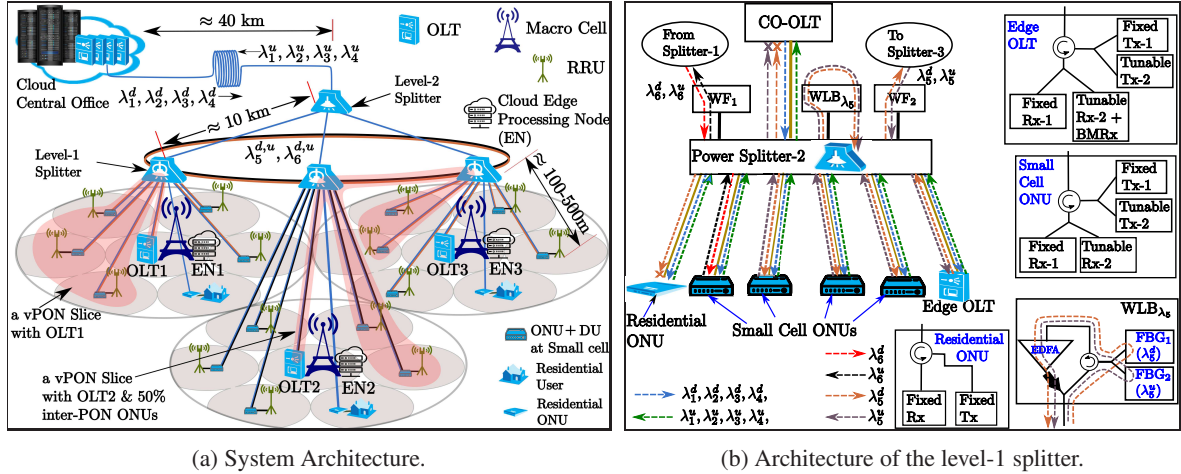 ≈ 40 km
OLT
Macro Cell
RRU
λ₁ᵘ, λ₂ᵘ, λ₃ᵘ, λ₄ᵘ
Cloud
Central Office
λ₁ᵈ, λ₂ᵈ, λ₃ᵈ, λ₄ᵈ
Level-2
Splitter
Cloud Edge
Processing Node
(EN)
≈ 10 km
Level-1
Splitter
λ₅ᵈ,ᵘ, λ₆ᵈ,ᵘ
≈ 100-500m
OLT1
EN1
OLT3
EN3
a vPON Slice
with OLT1
OLT2
EN2
a vPON Slice
with OLT2 & 50%
inter-PON ONUs
ONU+DU
at Small cell
Residential
User
Residential
ONU
(a) System Architecture.
From
Splitter-1
CO-OLT
To
Splitter-3
λ₆ᵈ, λ₆ᵘ
λ₅ᵈ, λ₅ᵘ
WF₁
WLB λ₅
WF₂
Power Splitter-2
Residential
ONU
Small Cell ONUs
Edge OLT
Edge
OLT
Fixed
Tx-1
Tunable
Tx-2
Fixed
Rx-1
Tunable
Rx-2 +
BMRx
Small
Cell
ONU
Fixed
Tx-1
Tunable
Tx-2
Fixed
Rx-1
Tunable
Rx-2
λ₆ᵈ
λ₆ᵘ
λ₁ᵈ, λ₂ᵈ, λ₃ᵈ, λ₄ᵈ,
λ₅ᵈ
λ₁ᵘ, λ₂ᵘ, λ₃ᵘ, λ₄ᵘ,
λ₅ᵘ
Residential
ONU
Fixed
Rx
Fixed
Tx
WLB λ₅
EDFA
FBG₁
(λ₅ᵈ)
FBG₂
(λ₅ᵘ)
(b) Architecture of the level-1 splitter.